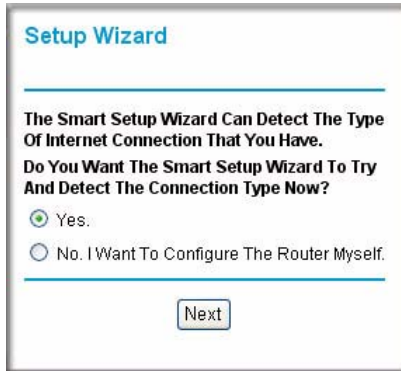 Setup Wizard
The Smart Setup Wizard Can Detect The Type
Of Internet Connection That You Have.
Do You Want The Smart Setup Wizard To Try
And Detect The Connection Type Now?
Yes.
No. I Want To Configure The Router Myself.
Next